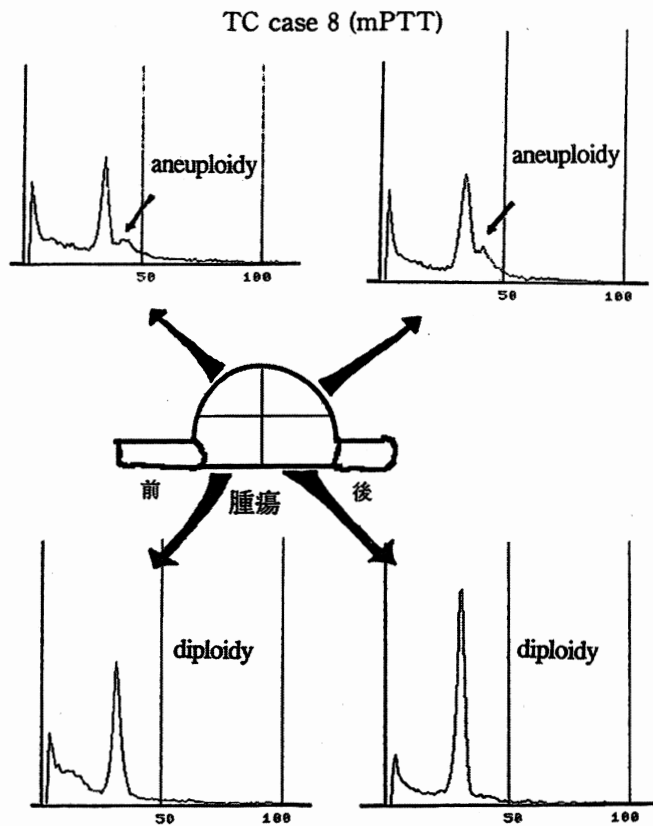 TC case 8 (mPTT)
aneuploidy
50
100
aneuploidy
50
100
前
腫瘍
後
diploidy
50
100
diploidy
50
100